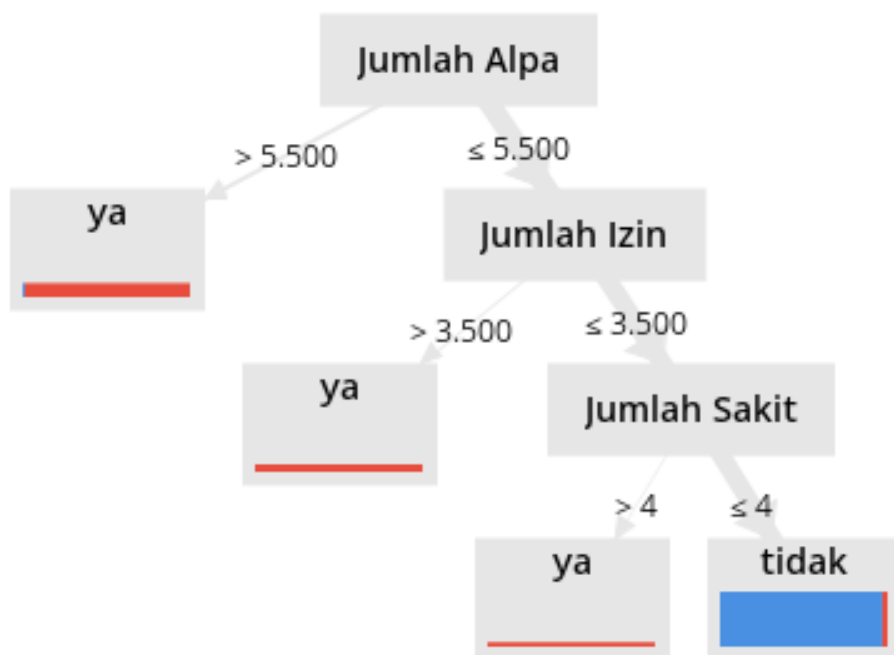 Jumlah Alpa
> 5.500
≤ 5.500
ya
Jumlah Izin
> 3.500
≤ 3.500
ya
Jumlah Sakit
> 4
≤ 4
ya
tidak